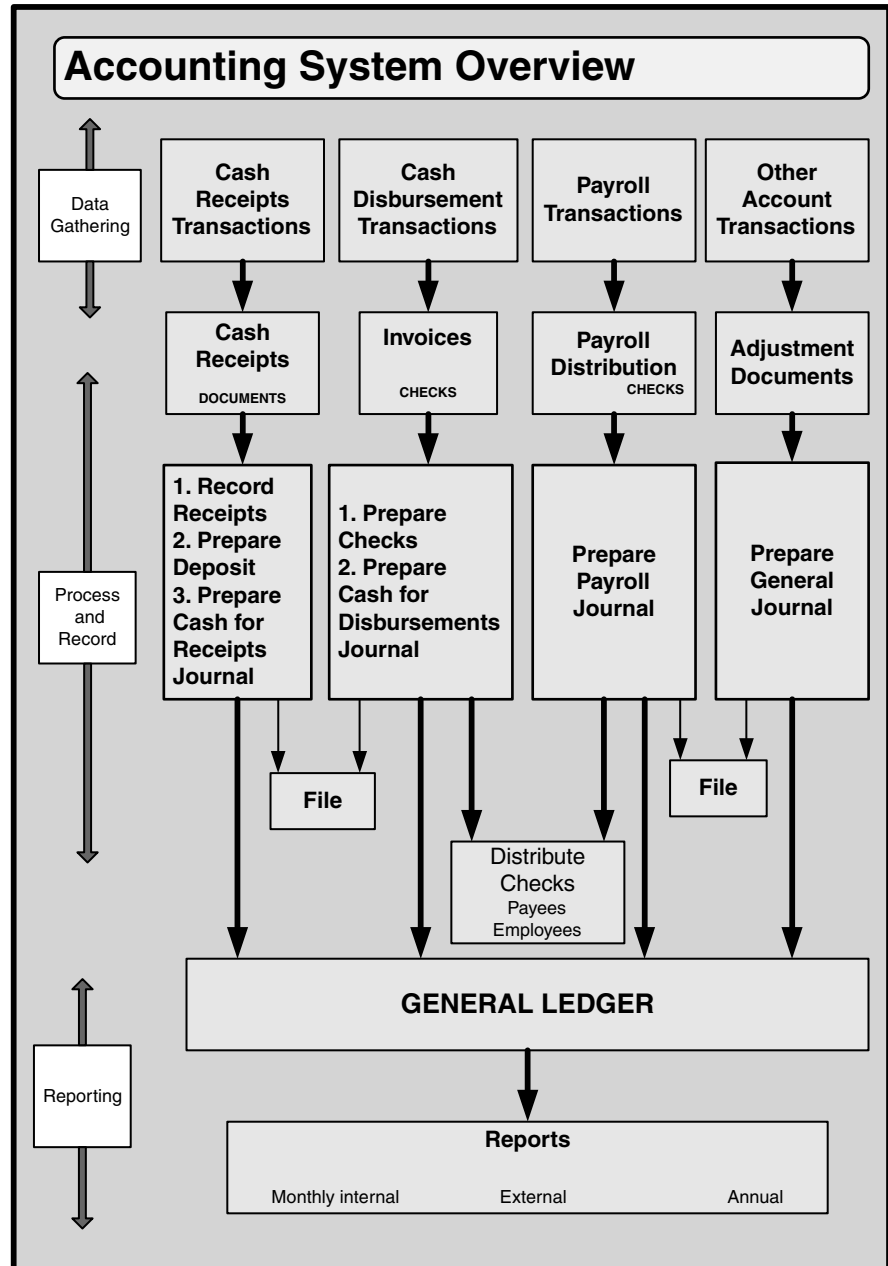 Accounting System Overview
Data
Gathering
Cash
Receipts
Transactions
Cash
Disbursement
Transactions
Payroll
Transactions
Other
Account
Transactions
Cash
Receipts
DOCUMENTS
Invoices
CHECKS
Payroll
Distribution
CHECKS
Adjustment
Documents
Process
and
Record
1. Record
Receipts
2. Prepare
Deposit
3. Prepare
Cash for
Receipts
Journal
1. Prepare
Checks
2. Prepare
Cash for
Disbursements
Journal
Prepare
Payroll
Journal
Prepare
General
Journal
File
File
Distribute
Checks
Payees
Employees
GENERAL LEDGER
Reporting
Reports
Monthly internal External Annual